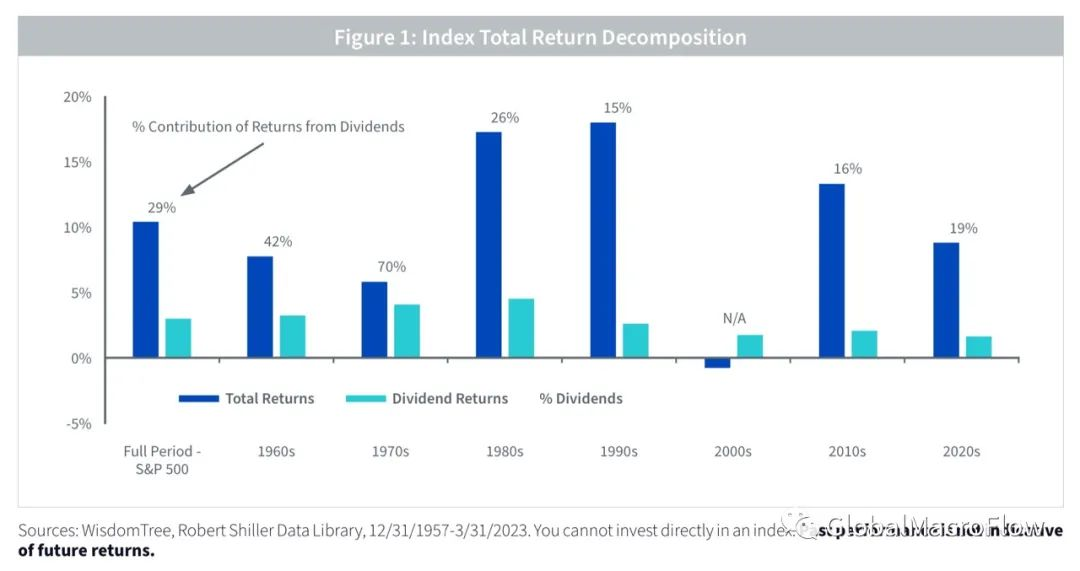 Figure 1: Index Total Return Decomposition
20%
15%
10%
5%
0%
-5%
% Contribution of Returns from Dividends
29%
42%
70%
26%
15%
N/A
16%
19%
Total Returns
Dividend Returns
% Dividends
Full Period -
S&P 500
1960s
1970s
1980s
1990s
2000s
2010s
2020s
Sources: WisdomTree, Robert Shiller Data Library, 12/31/1957-3/31/2023. You cannot invest directly in an index.
of future returns.
GlobalMacroFlow